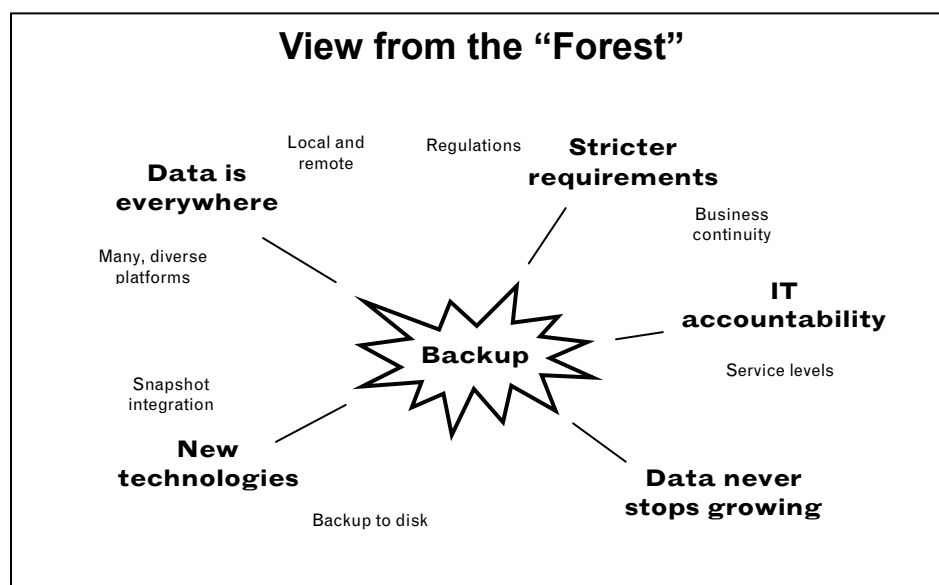 View from the “Forest”
Local and
remote
Regulations
Stricter
requirements
Data is
everywhere
Business
continuity
Many, diverse
platforms
IT
accountability
Backup
Service levels
Snapshot
integration
New
technologies
Data never
stops growing
Backup to disk